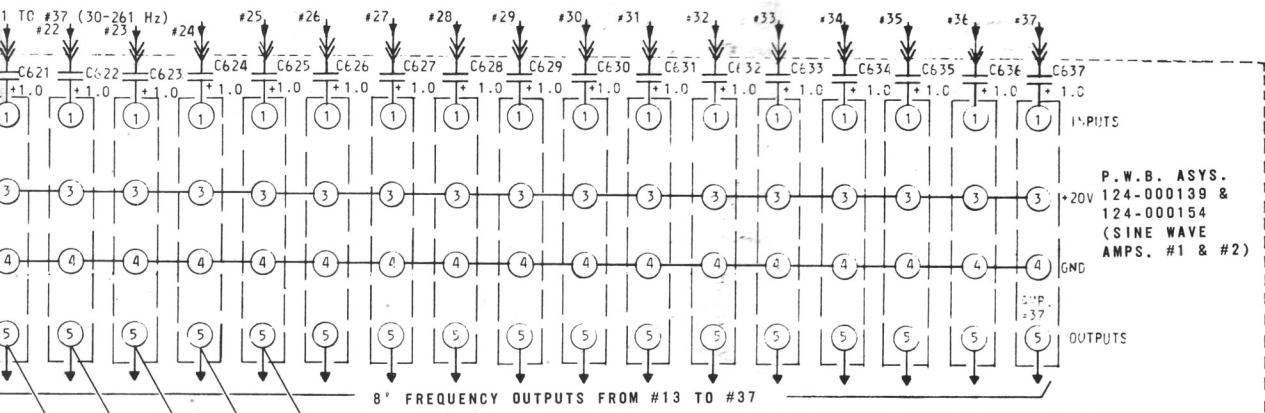 1 TO #37 (30-261 Hz)
#22 #23 #24 #25 #26 #27 #28 #29 #30 #31 #32 #33 #34 #35 #36 #37
C621 C622 C623 C624 C625 C626 C627 C628 C629 C630 C631 C632 C633 C634 C635 C636 C637
+1.0 +1.0 +1.0 +1.0 +1.0 +1.0 +1.0 +1.0 +1.0 +1.0 +1.0 +1.0 +1.0 +1.0 +1.0 +1.0 +1.0
1 1 1 1 1 1 1 1 1 1 1 1 1 1 1 1 1 INPUTS
3 3 3 3 3 3 3 3 3 3 3 3 3 3 3 3 3 +20V
P.W.B. ASYS.
124-000139 &
124-000154
(SINE WAVE
AMPS. #1 & #2)
4 4 4 4 4 4 4 4 4 4 4 4 4 4 4 4 4 GND
#37
5 5 5 5 5 5 5 5 5 5 5 5 5 5 5 5 5 OUTPUTS
8' FREQUENCY OUTPUTS FROM #13 TO #37